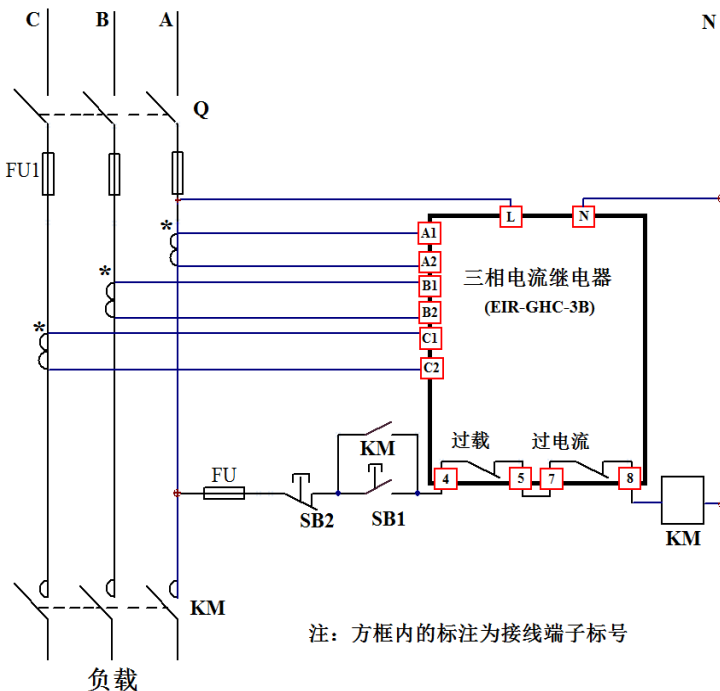 C B A N
Q
FU1
L N
*
A1
A2
*
B1
三相电流继电器
(EIR-GHC-3B)
B2
*
C1
C2
过载 过电流
KM
FU
4 5 7 8
SB2 SB1
KM
KM
注：方框内的标注为接线端子标号
负载